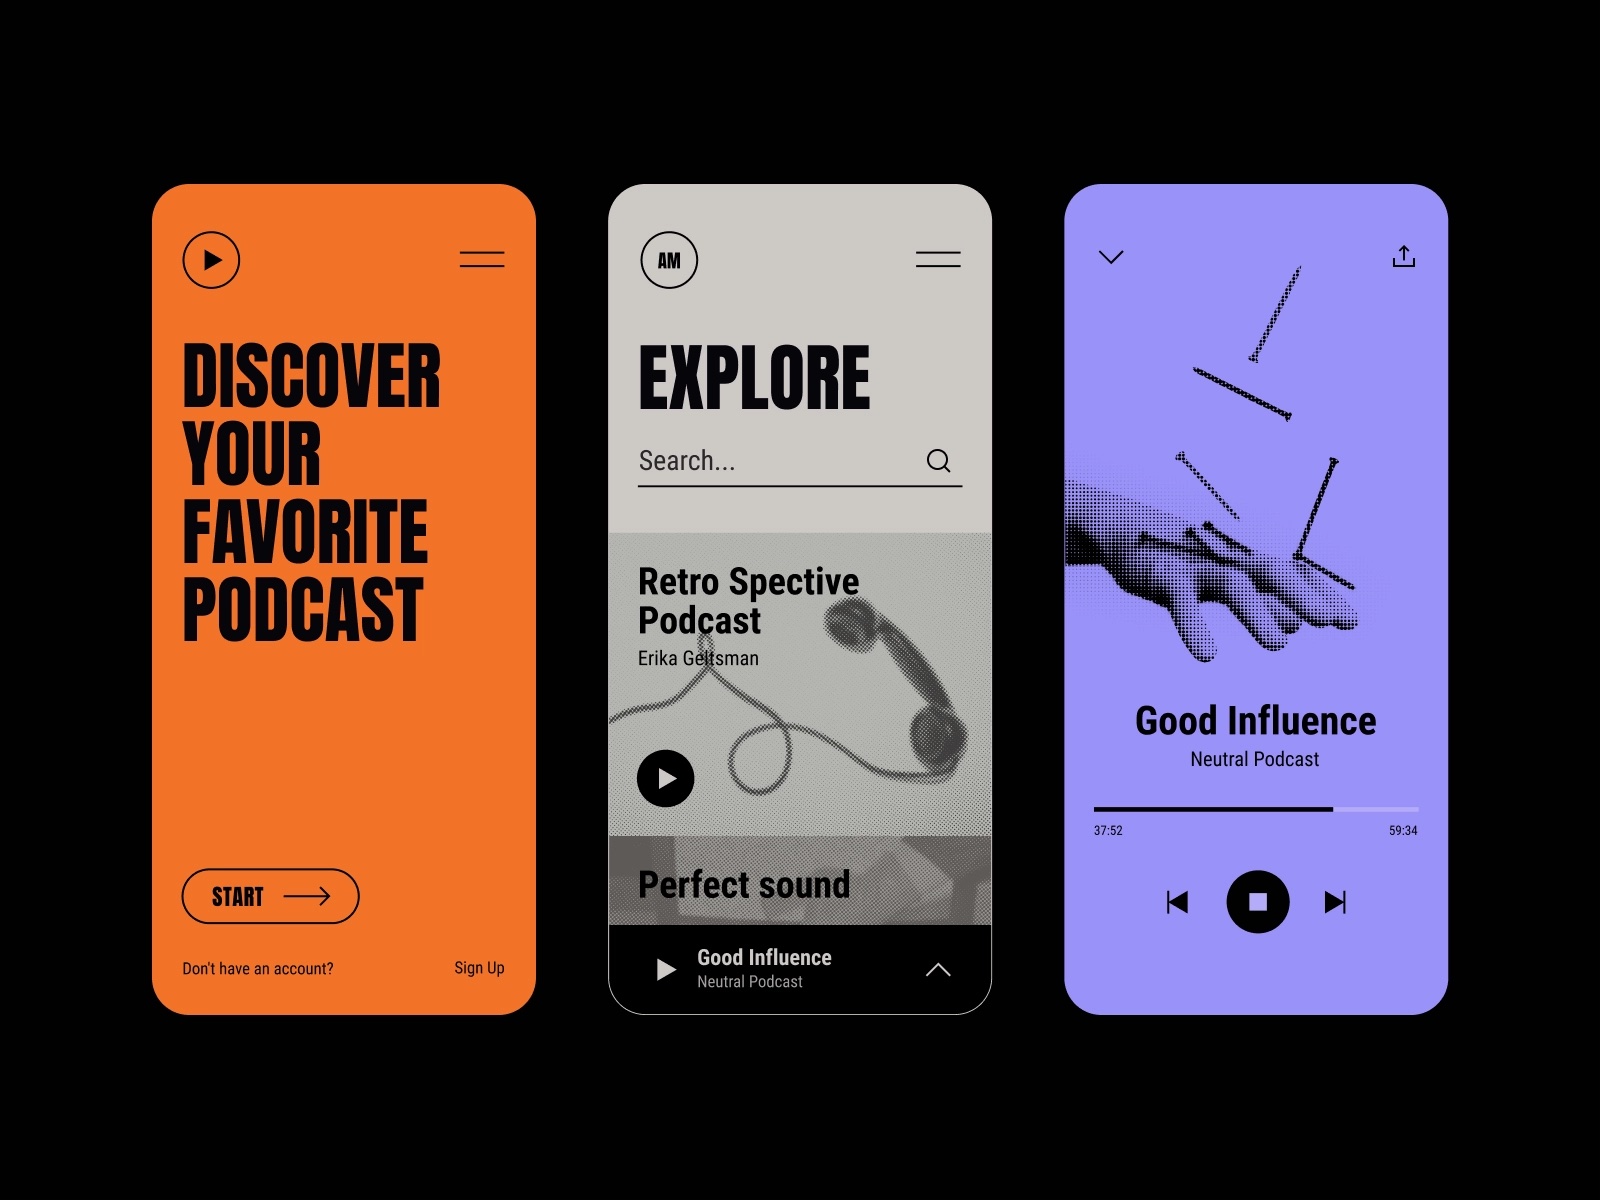 DISCOVER
YOUR
FAVORITE
PODCAST
START
Don't have an account?
Sign Up
AM
EXPLORE
Search...
Retro Spective
Podcast
Erika Geltsman
Perfect sound
Good Influence
Neutral Podcast
Good Influence
Neutral Podcast
37:52
59:34